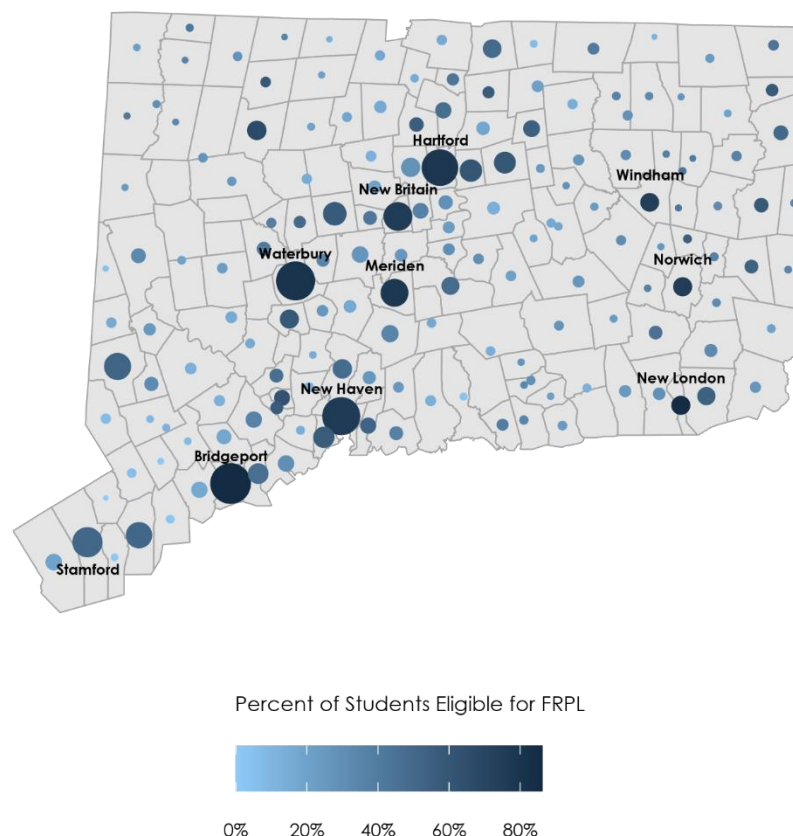 Hartford
Windham
New Britain
Waterbury
Meriden
Norwich
New London
New Haven
Bridgeport
Stamford
Percent of Students Eligible for FRPL
0% 20% 40% 60% 80%